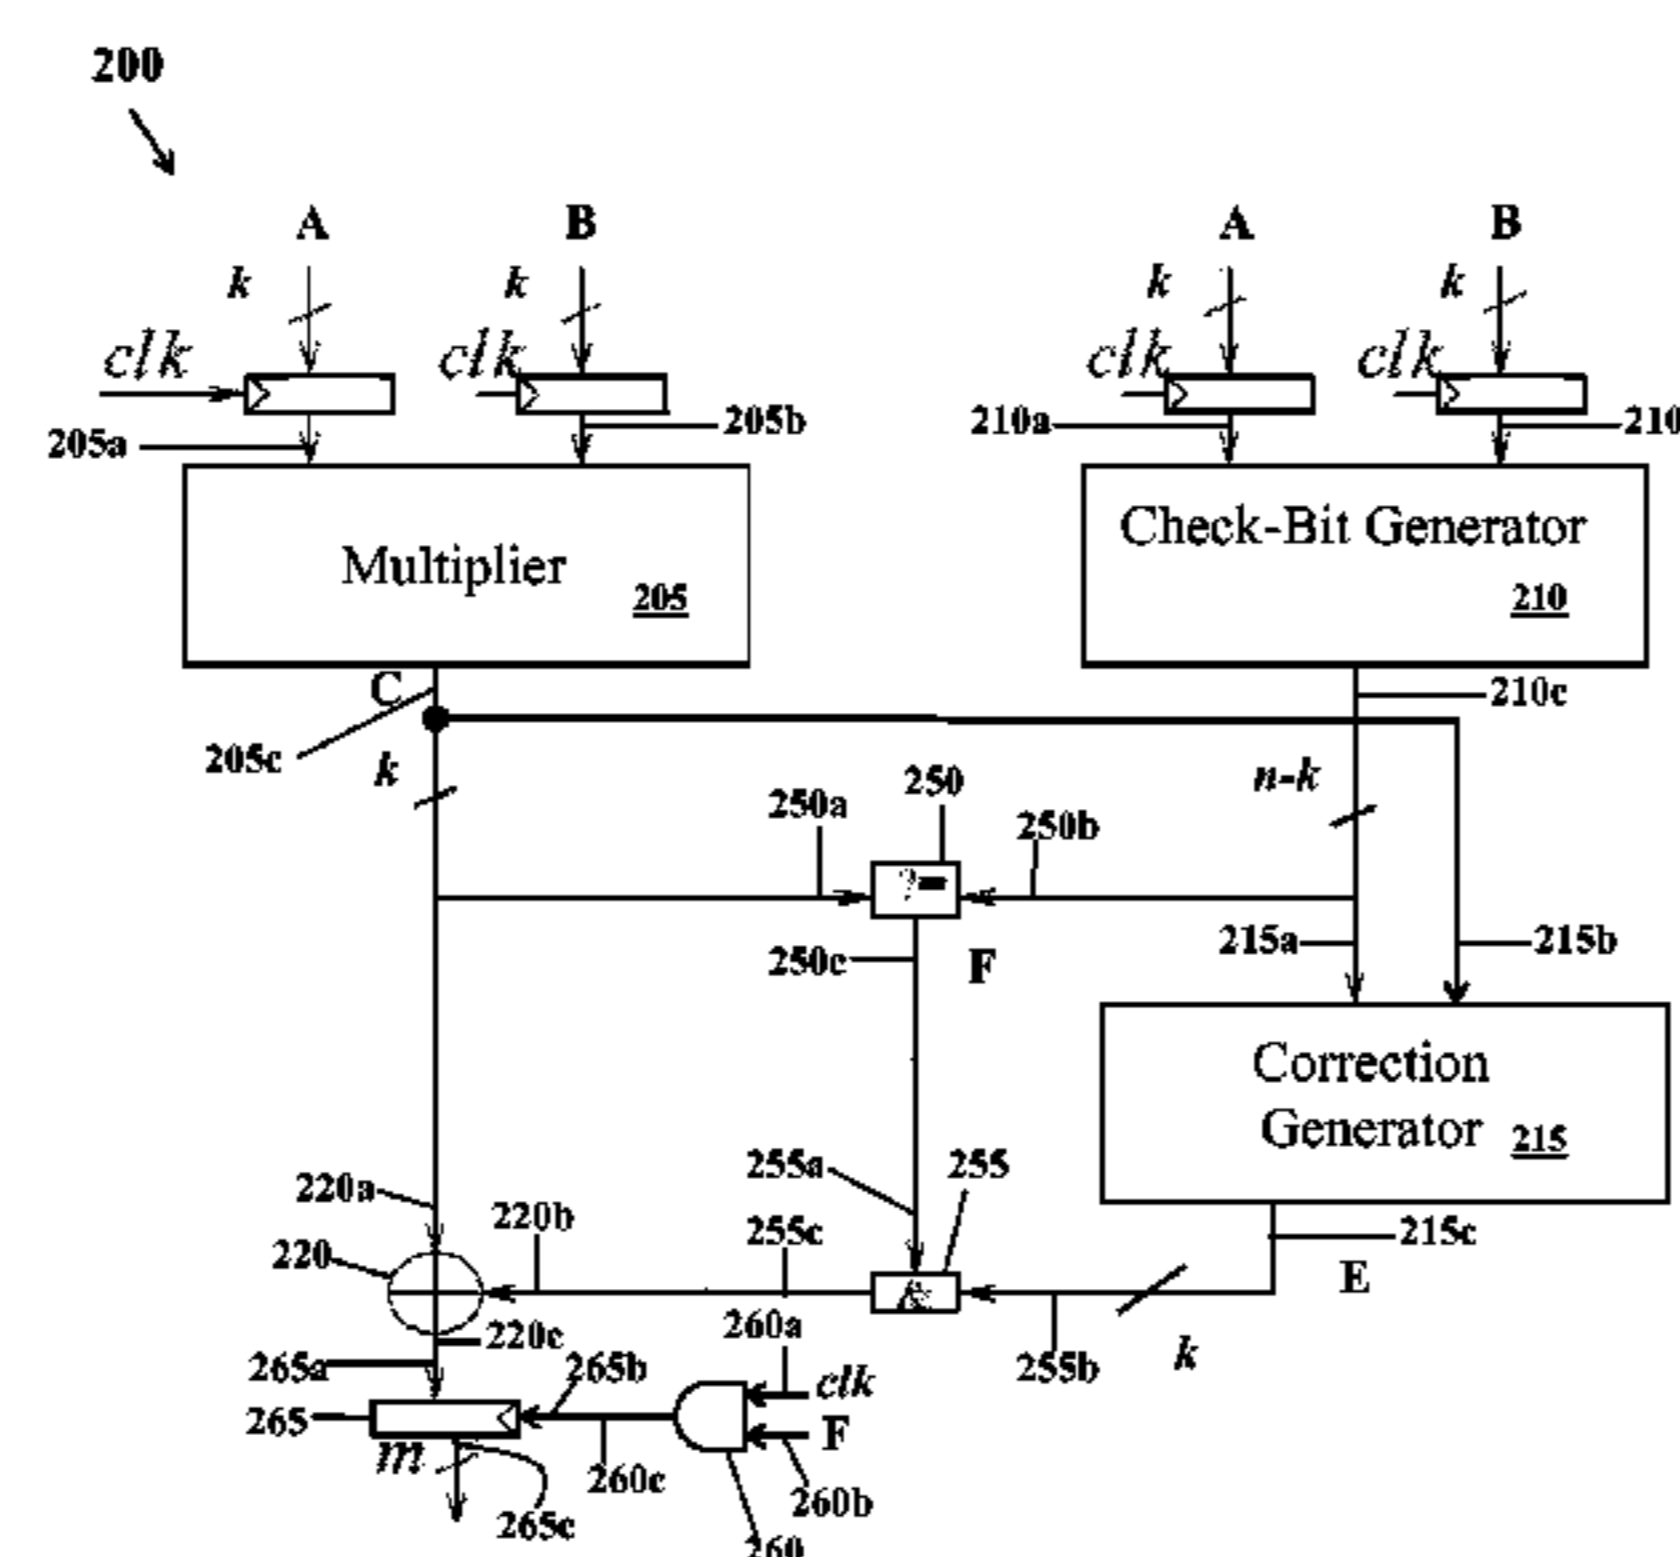 200
A B A B
k k k k
clk clk clk clk
205a 205b 210a 210
Multiplier 205
Check-Bit Generator 210
C 210c
205c k n-k
250a 250 250b
?=
250c F 215a 215b
Correction Generator 215
220a 255a 255
220 220b 255c 215c
& E
220c 260a
265a 265b clk 255b k
265 F
m 260c 260b
265c 260